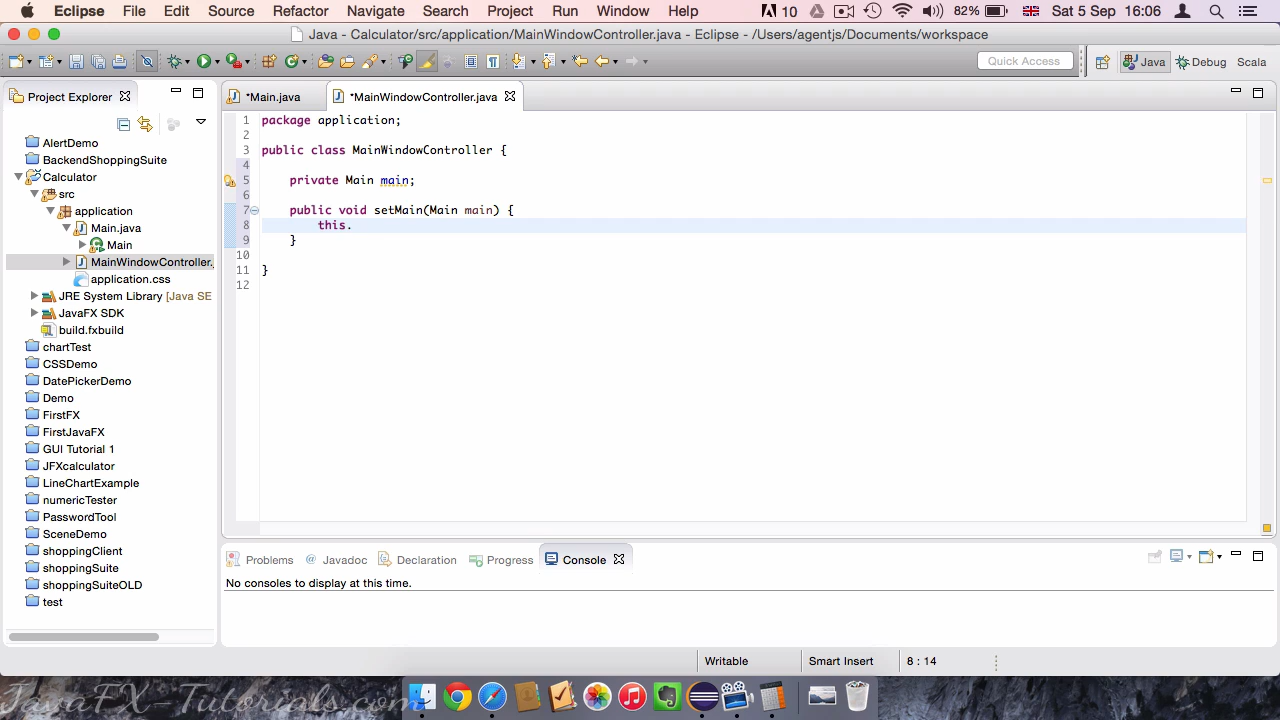 Eclipse File Edit Source Refactor Navigate Search Project Run Window Help 10 82% Sat 5 Sep 16:06
Java - Calculator/src/application/MainWindowController.java - Eclipse - /Users/agentjs/Documents/workspace
Quick Access Java Debug Scala
Project Explorer
*Main.java *MainWindowController.java
AlertDemo
BackendShoppingSuite
Calculator
src
application
Main.java
Main
MainWindowController.
application.css
JRE System Library [Java SE
JavaFX SDK
build.fxbuild
chartTest
CSSDemo
DatePickerDemo
Demo
FirstFX
FirstJavaFX
GUI Tutorial 1
JFXcalculator
LineChartExample
numericTester
PasswordTool
SceneDemo
shoppingClient
shoppingSuite
shoppingSuiteOLD
test
1 package application;
2
3 public class MainWindowController {
4
5 private Main main;
6
7 public void setMain(Main main) {
8 this.
9 }
10
11 }
12
Problems @ Javadoc Declaration Progress Console
No consoles to display at this time.
Writable Smart Insert 8 : 14
JavaFX-Tutorials.com